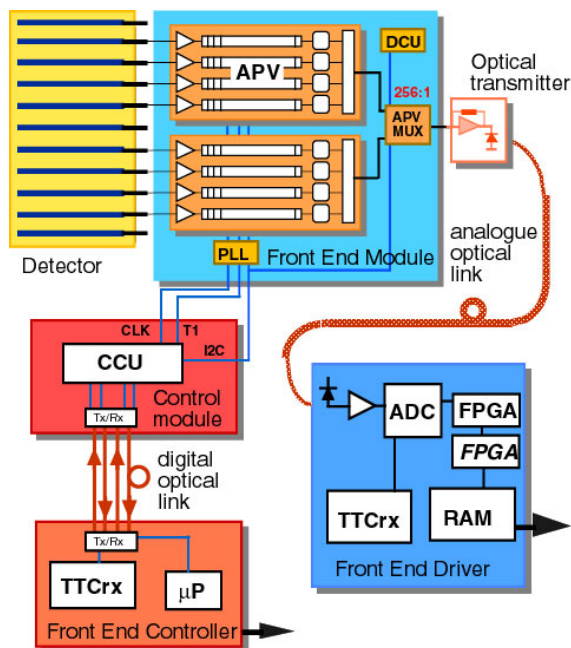 DCU
Optical
transmitter
APV
256:1
APV
MUX
PLL
Front End Module
Detector
analogue
optical
link
CLK
T1
I2C
CCU
Control
module
Tx/Rx
digital
optical
link
ADC
FPGA
FPGA
TTCrx
RAM
Front End Driver
Tx/Rx
TTCrx
μP
Front End Controller